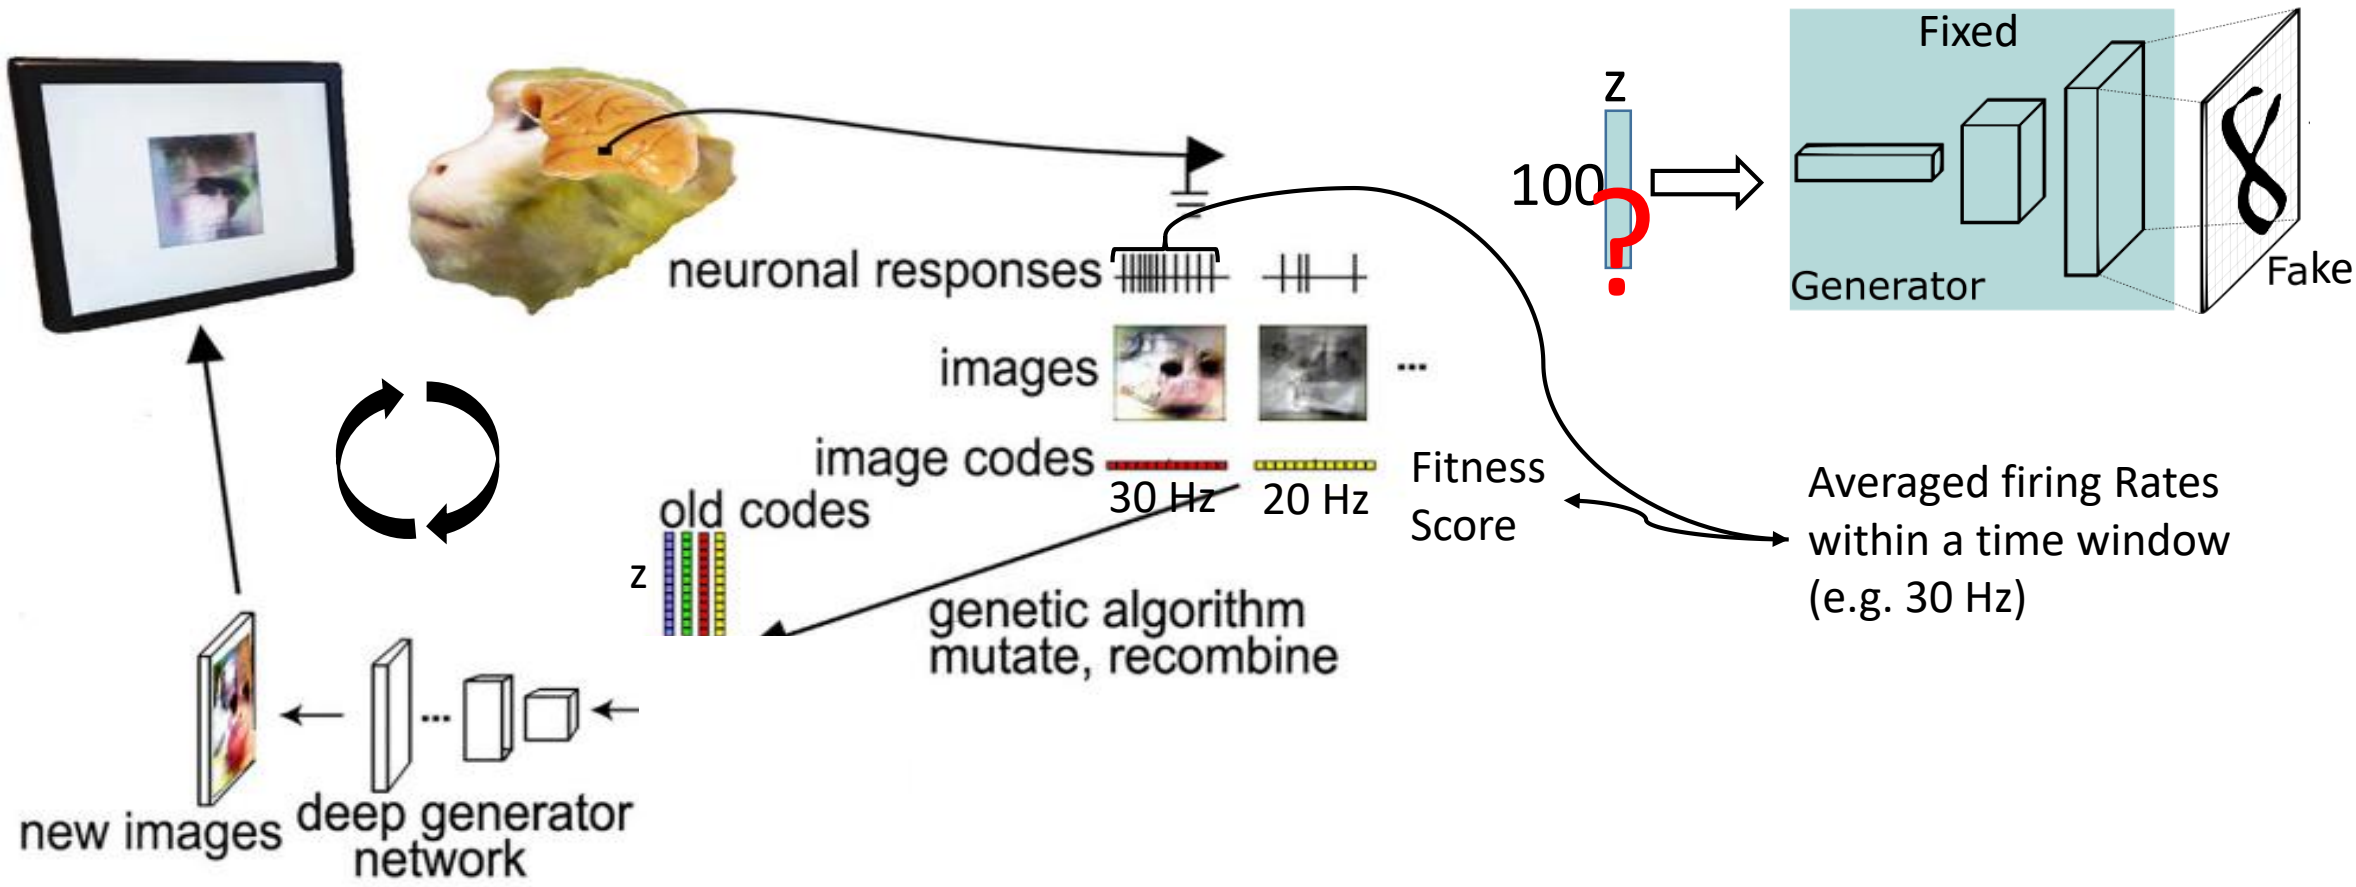 Fixed
z
100
?
Generator
Fake
neuronal responses
images
...
image codes
30 Hz
20 Hz
Fitness
Score
old codes
z
Averaged firing Rates
within a time window
(e.g. 30 Hz)
genetic algorithm
mutate, recombine
...
new images
deep generator
network